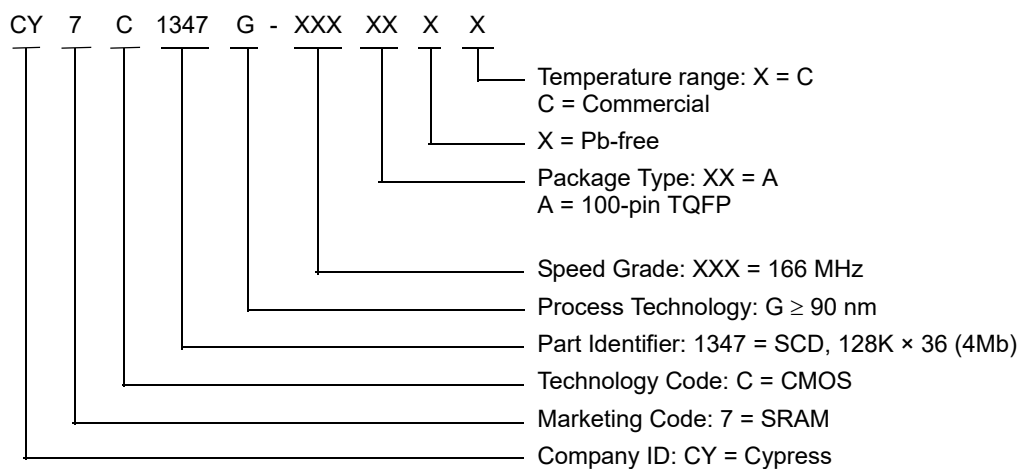 CY 7 C 1347 G - XXX XX X X
Temperature range: X = C
C = Commercial
X = Pb-free
Package Type: XX = A
A = 100-pin TQFP
Speed Grade: XXX = 166 MHz
Process Technology: G ≥ 90 nm
Part Identifier: 1347 = SCD, 128K × 36 (4Mb)
Technology Code: C = CMOS
Marketing Code: 7 = SRAM
Company ID: CY = Cypress